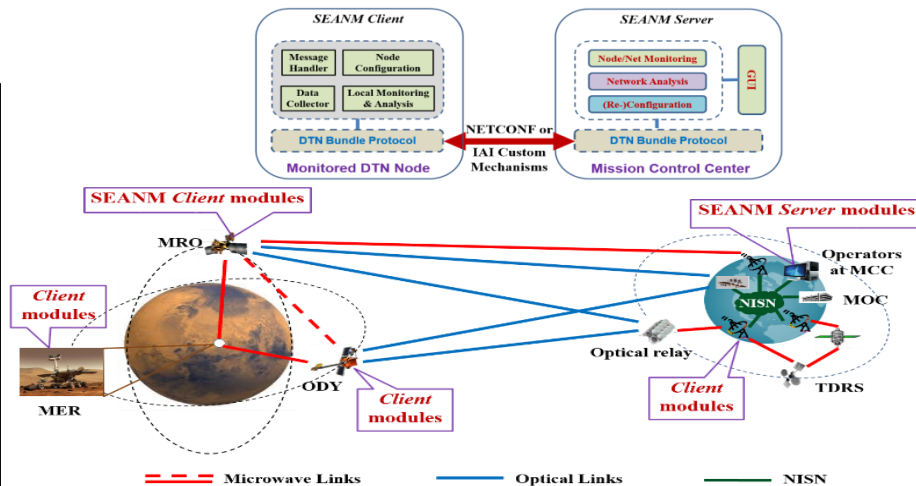 SEANM Client
Message
Handler
Node
Configuration
Data
Collector
Local Monitoring
& Analysis
DTN Bundle Protocol
Monitored DTN Node
NETCONF or
IAI Custom
Mechanisms
SEANM Server
Node/Net Monitoring
Network Analysis
(Re-)Configuration
GUI
DTN Bundle Protocol
Mission Control Center
SEANM Client modules
MRO
SEANM Server modules
Operators
at MCC
MOC
NISN
Client
modules
MER
ODY
Client
modules
Optical relay
Client
modules
TDRS
Microwave Links
Optical Links
NISN